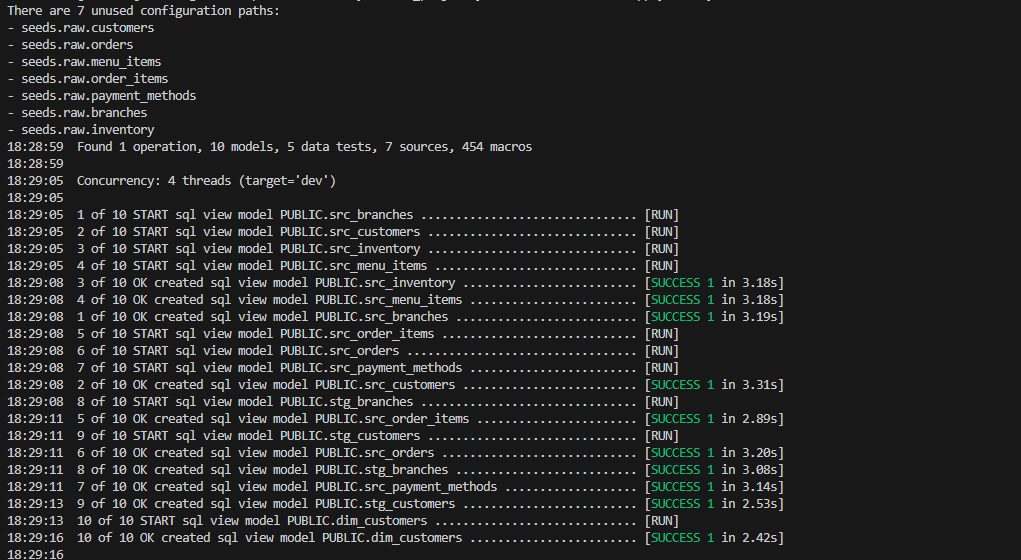 There are 7 unused configuration paths:
- seeds.raw.customers
- seeds.raw.orders
- seeds.raw.menu_items
- seeds.raw.order_items
- seeds.raw.payment_methods
- seeds.raw.branches
- seeds.raw.inventory
18:28:59  Found 1 operation, 10 models, 5 data tests, 7 sources, 454 macros
18:28:59
18:29:05  Concurrency: 4 threads (target='dev')
18:29:05
18:29:05  1 of 10 START sql view model PUBLIC.src_branches ............................... [RUN]
18:29:05  2 of 10 START sql view model PUBLIC.src_customers .............................. [RUN]
18:29:05  3 of 10 START sql view model PUBLIC.src_inventory .............................. [RUN]
18:29:05  4 of 10 START sql view model PUBLIC.src_menu_items ............................. [RUN]
18:29:08  3 of 10 OK created sql view model PUBLIC.src_inventory ......................... [SUCCESS 1 in 3.18s]
18:29:08  4 of 10 OK created sql view model PUBLIC.src_menu_items ........................ [SUCCESS 1 in 3.18s]
18:29:08  1 of 10 OK created sql view model PUBLIC.src_branches .......................... [SUCCESS 1 in 3.19s]
18:29:08  5 of 10 START sql view model PUBLIC.src_order_items ............................ [RUN]
18:29:08  6 of 10 START sql view model PUBLIC.src_orders ................................. [RUN]
18:29:08  7 of 10 START sql view model PUBLIC.src_payment_methods ........................ [RUN]
18:29:08  2 of 10 OK created sql view model PUBLIC.src_customers ......................... [SUCCESS 1 in 3.31s]
18:29:08  8 of 10 START sql view model PUBLIC.stg_branches ............................... [RUN]
18:29:11  5 of 10 OK created sql view model PUBLIC.src_order_items ....................... [SUCCESS 1 in 2.89s]
18:29:11  9 of 10 START sql view model PUBLIC.stg_customers .............................. [RUN]
18:29:11  6 of 10 OK created sql view model PUBLIC.src_orders ............................ [SUCCESS 1 in 3.20s]
18:29:11  8 of 10 OK created sql view model PUBLIC.stg_branches .......................... [SUCCESS 1 in 3.08s]
18:29:11  7 of 10 OK created sql view model PUBLIC.src_payment_methods ................... [SUCCESS 1 in 3.14s]
18:29:13  9 of 10 OK created sql view model PUBLIC.stg_customers ......................... [SUCCESS 1 in 2.53s]
18:29:13  10 of 10 START sql view model PUBLIC.dim_customers ............................. [RUN]
18:29:16  10 of 10 OK created sql view model PUBLIC.dim_customers ........................ [SUCCESS 1 in 2.42s]
18:29:16